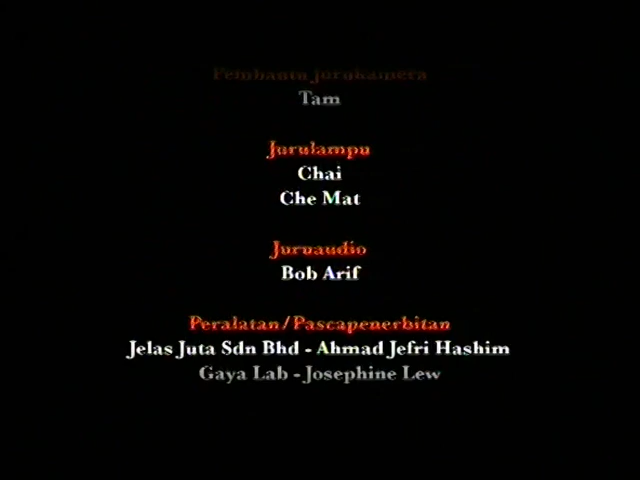 Pembantu Jurukamera
Tam
Jurulampu
Chai
Che Mat
Juruaudio
Bob Arif
Peralatan/Pascapenerbitan
Jelas Juta Sdn Bhd - Ahmad Jefri Hashim
Gaya Lab - Josephine Lew